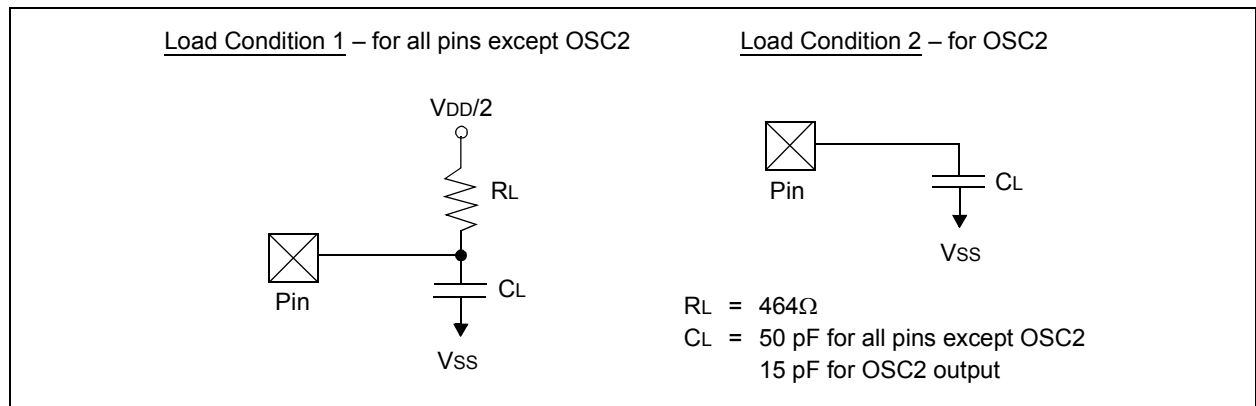 Load Condition 1 – for all pins except OSC2
Load Condition 2 – for OSC2
VDD/2
RL
Pin
CL
VSS
Pin
CL
VSS
RL = 464Ω
CL = 50 pF for all pins except OSC2
15 pF for OSC2 output